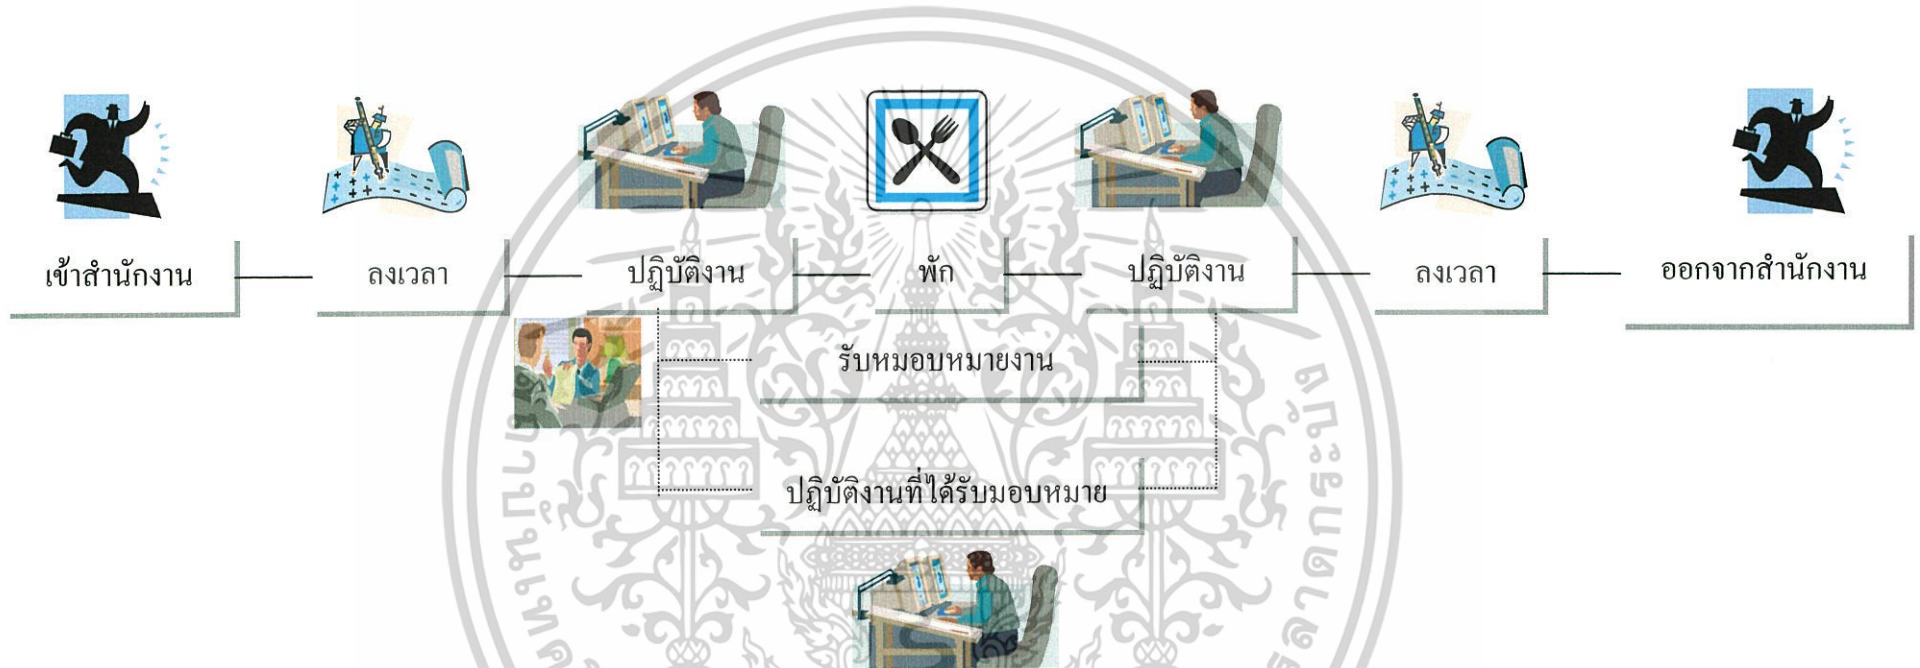 เข้าสำนักงาน
ลงเวลา
ปฏิบัติงาน
พัก
ปฏิบัติงาน
ลงเวลา
ออกจากสำนักงาน
รับหมอบหมายงาน
ปฏิบัติงานที่ได้รับมอบหมาย